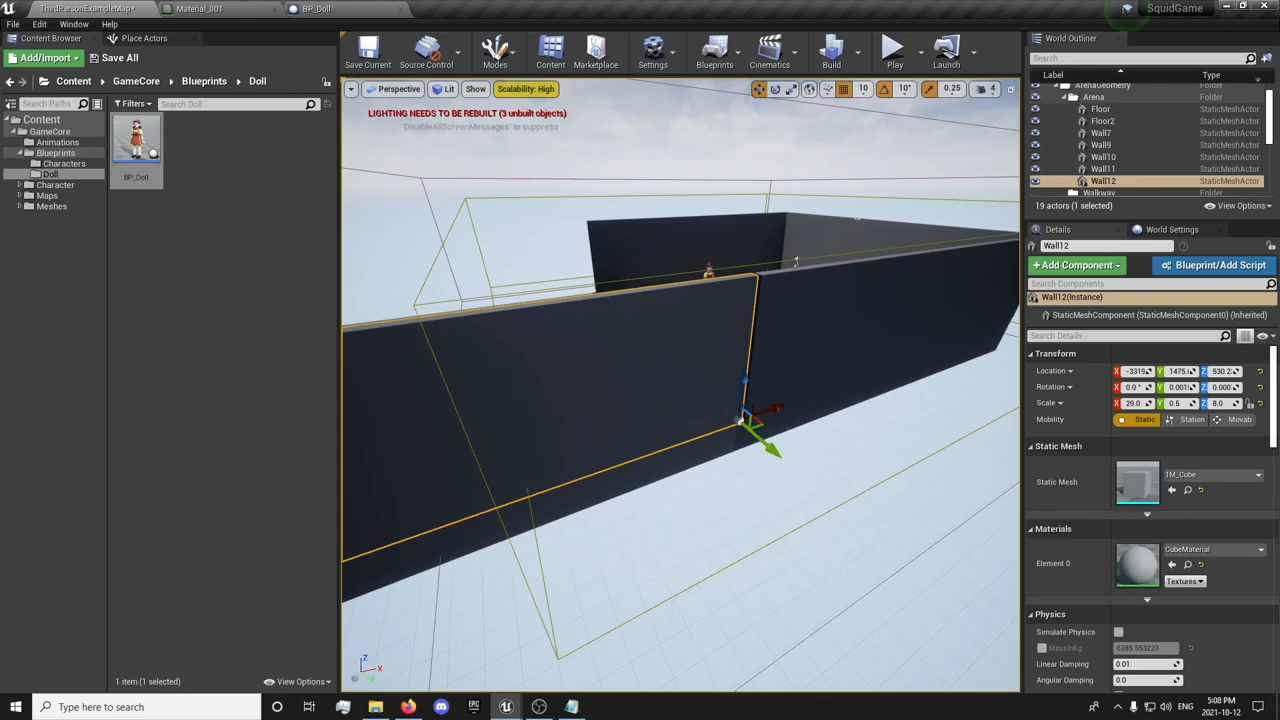 ThirdPersonExampleMap*
Material_001
BP_Doll
SquidGame
File
Edit
Window
Help
Content Browser
Place Actors
Add/Import
Save All
Content
GameCore
Blueprints
Doll
Search Paths
Filters
Search Doll
Content
GameCore
Animations
Blueprints
Characters
Doll
Character
Maps
Meshes
BP_Doll
1 item (1 selected)
View Options
Save Current
Source Control
Modes
Content
Marketplace
Settings
Blueprints
Cinematics
Build
Play
Launch
Perspective
Lit
Show
Scalability: High
10
10°
0.25
4
LIGHTING NEEDS TO BE REBUILT (3 unbuilt objects)
'DisableAllScreenMessages' to suppress
Z
X
World Outliner
Search...
Label
Type
ArenaGeometry
Folder
Arena
Folder
Floor
StaticMeshActor
Floor2
StaticMeshActor
Wall7
StaticMeshActor
Wall9
StaticMeshActor
Wall10
StaticMeshActor
Wall11
StaticMeshActor
Wall12
StaticMeshActor
Walkway
Folder
19 actors (1 selected)
View Options
Details
World Settings
Wall12
+ Add Component
Blueprint/Add Script
Search Components
Wall12(Instance)
StaticMeshComponent (StaticMeshComponent0) (Inherited)
Search Details
Transform
Location
X
-3319
Y
1475.
Z
530.2
Rotation
X
0.0 °
Y
0.001
Z
0.000
Scale
X
29.0
Y
0.5
Z
8.0
Mobility
Static
Station
Movab
Static Mesh
Static Mesh
1M_Cube
Materials
Element 0
CubeMaterial
Textures
Physics
Simulate Physics
MassInKg
6285.553223
Linear Damping
0.01
Angular Damping
0.0
Type here to search
EPIC
5:08 PM
2021-10-12